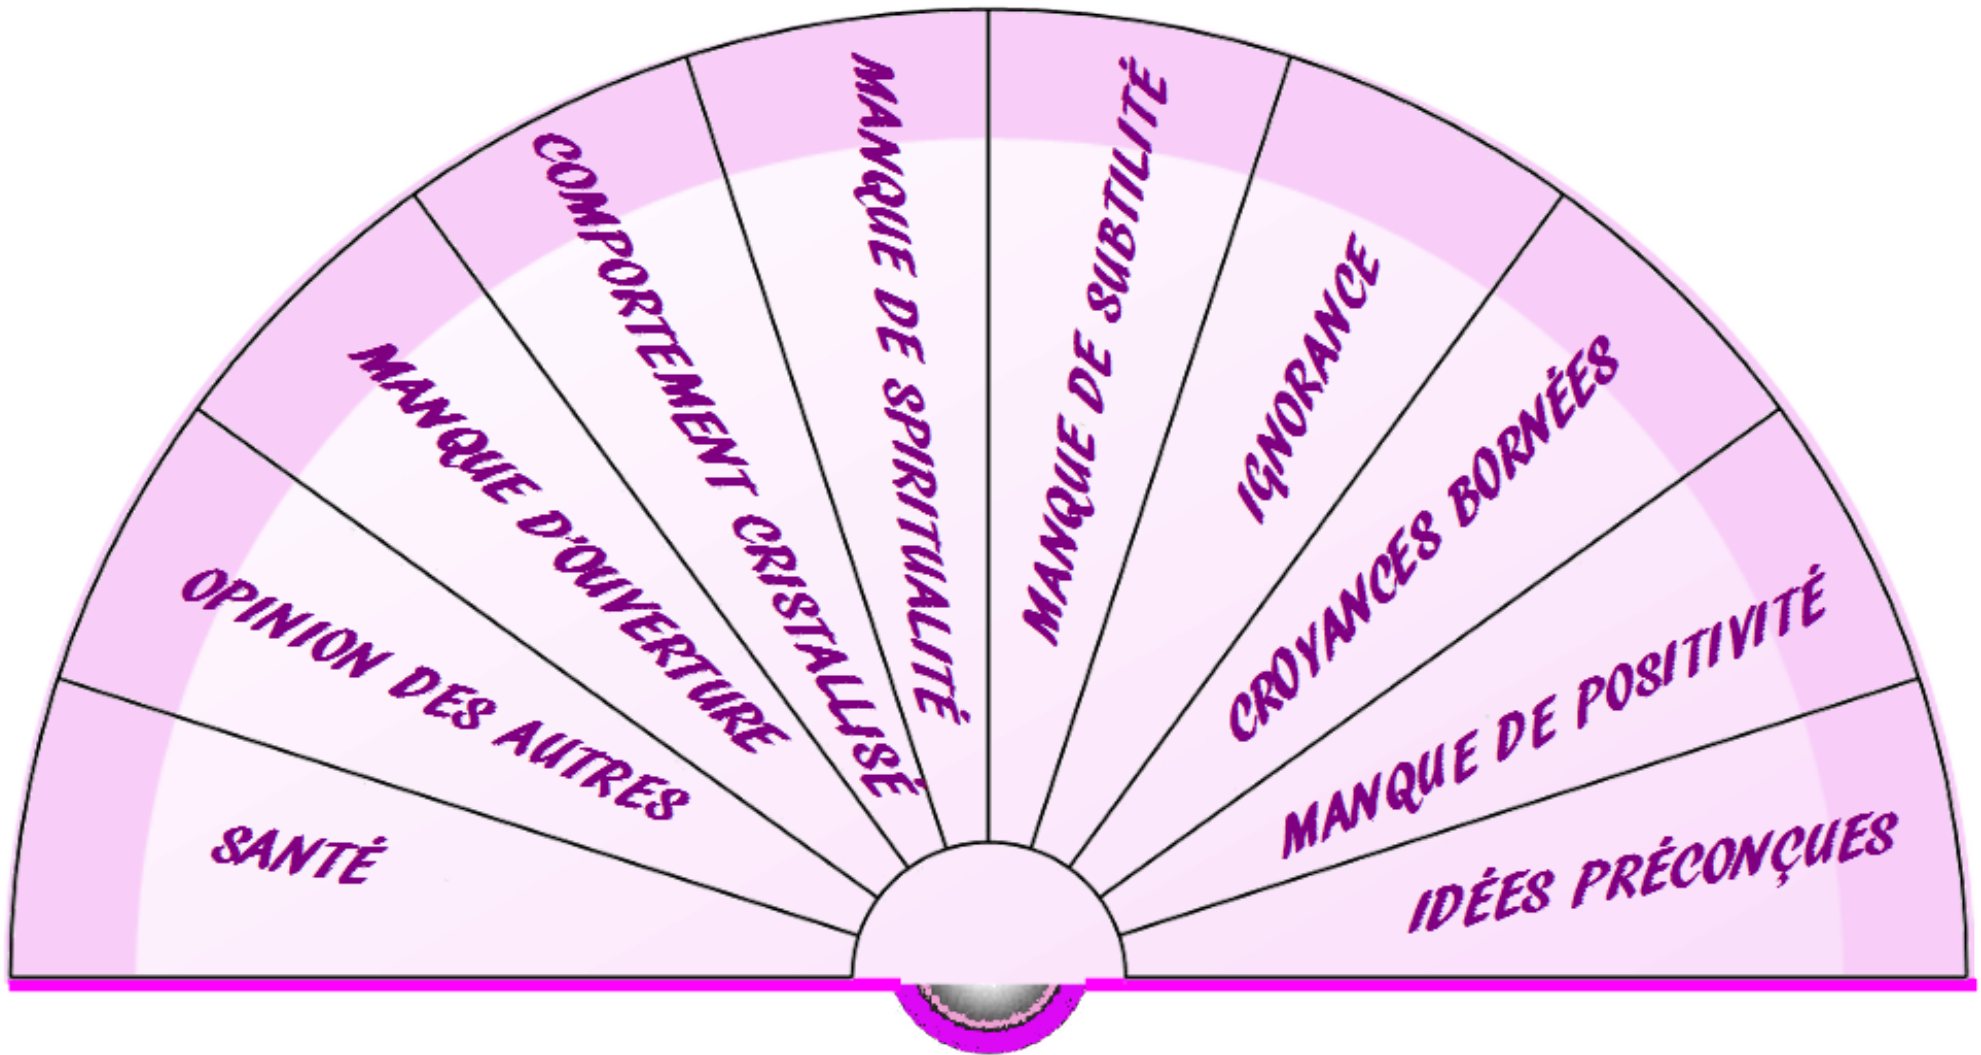 SANTÉ
OPINION DES AUTRES
MANQUE D'OUVERTURE
COMPORTEMENT CRISTALLISÉ
MANQUE DE SPIRITUALITÉ
MANQUE DE SUBTILITÉ
IGNORANCE
CROYANCES BORNÉES
MANQUE DE POSITIVITÉ
IDÉES PRÉCONÇUES